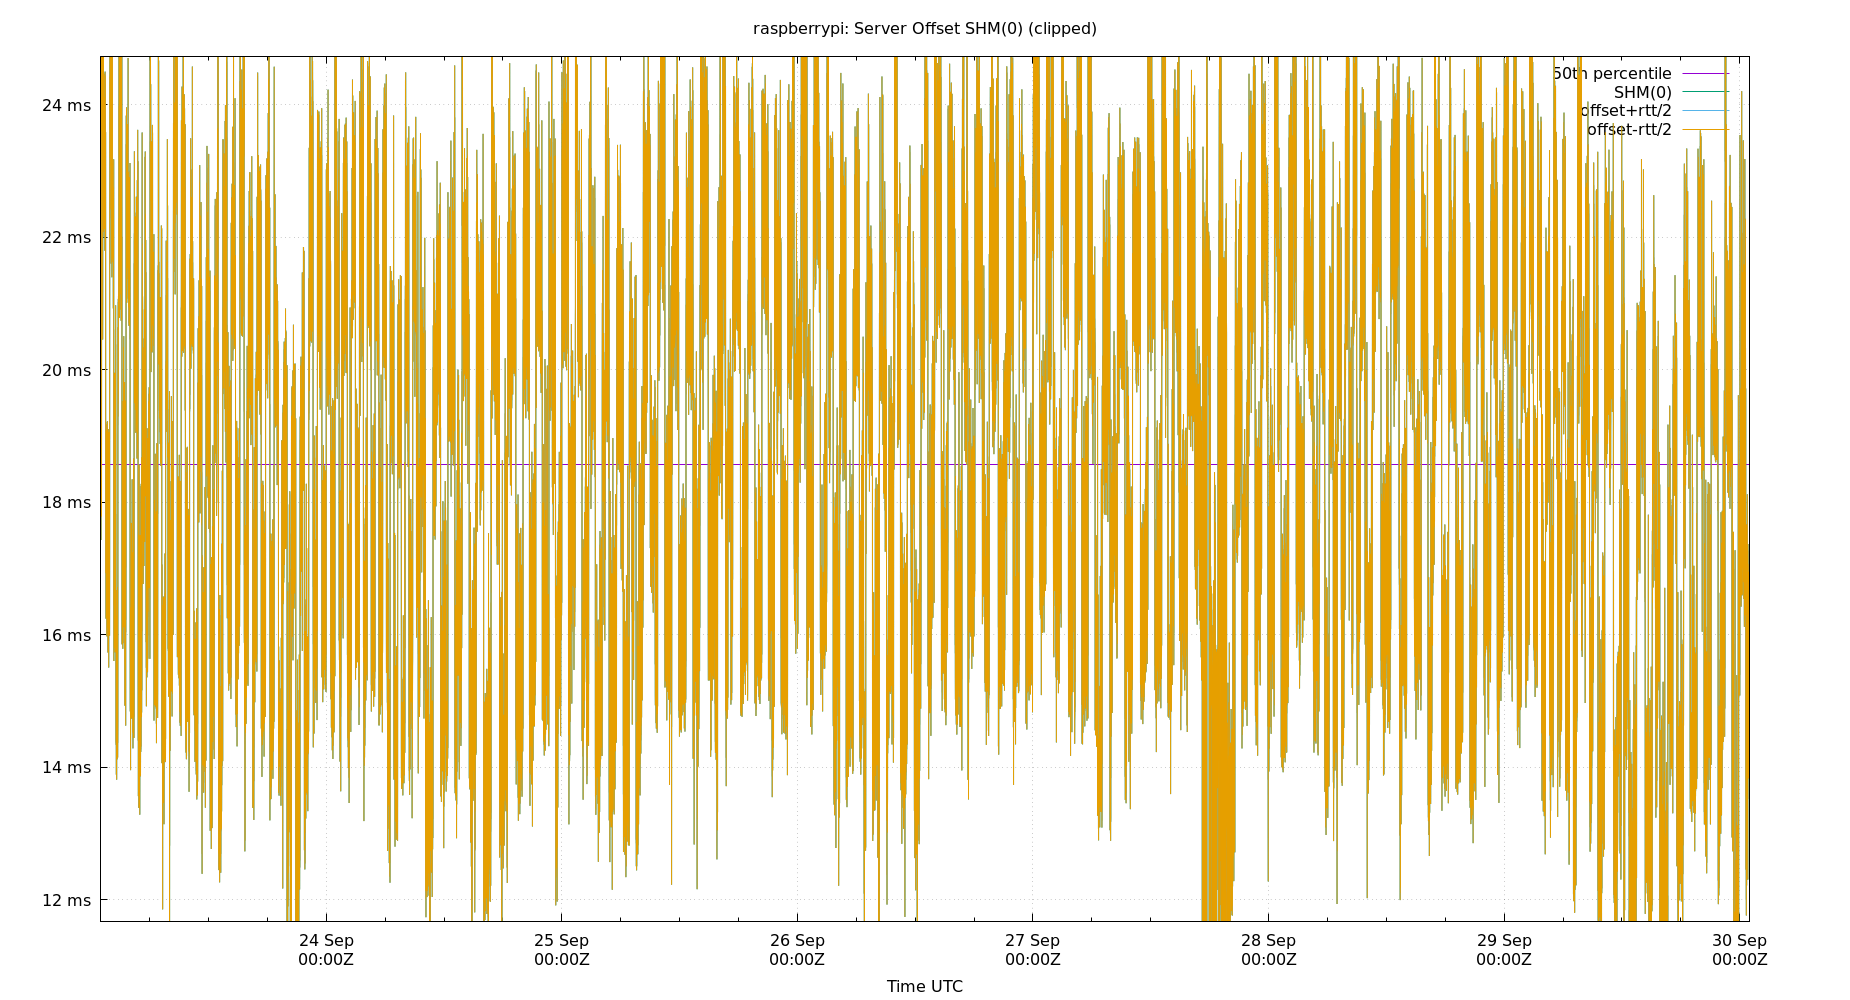 raspberrypi: Server Offset SHM(0) (clipped)
50th percentile
SHM(0)
offset+rtt/2
offset-rtt/2
24 ms
22 ms
20 ms
18 ms
16 ms
14 ms
12 ms
24 Sep 25 Sep 26 Sep 27 Sep 28 Sep 29 Sep 30 Sep
00:00Z 00:00Z 00:00Z 00:00Z 00:00Z 00:00Z 00:00Z
Time UTC